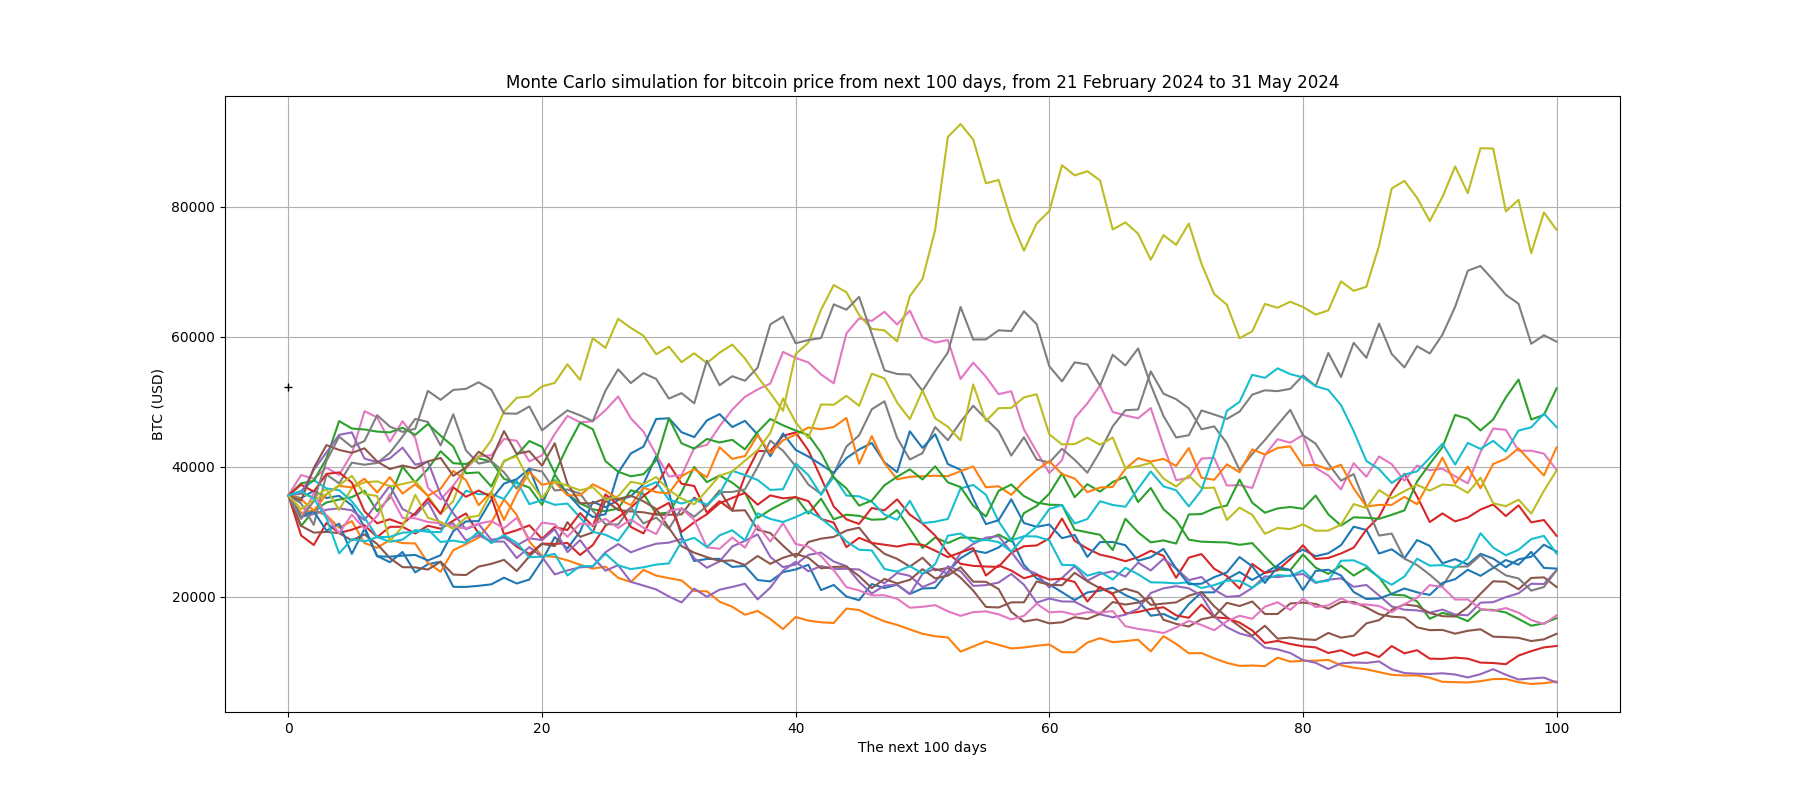 Monte Carlo simulation for bitcoin price from next 100 days, from 21 February 2024 to 31 May 2024
80000
60000
40000
20000
BTC (USD)
0 20 40 60 80 100
The next 100 days